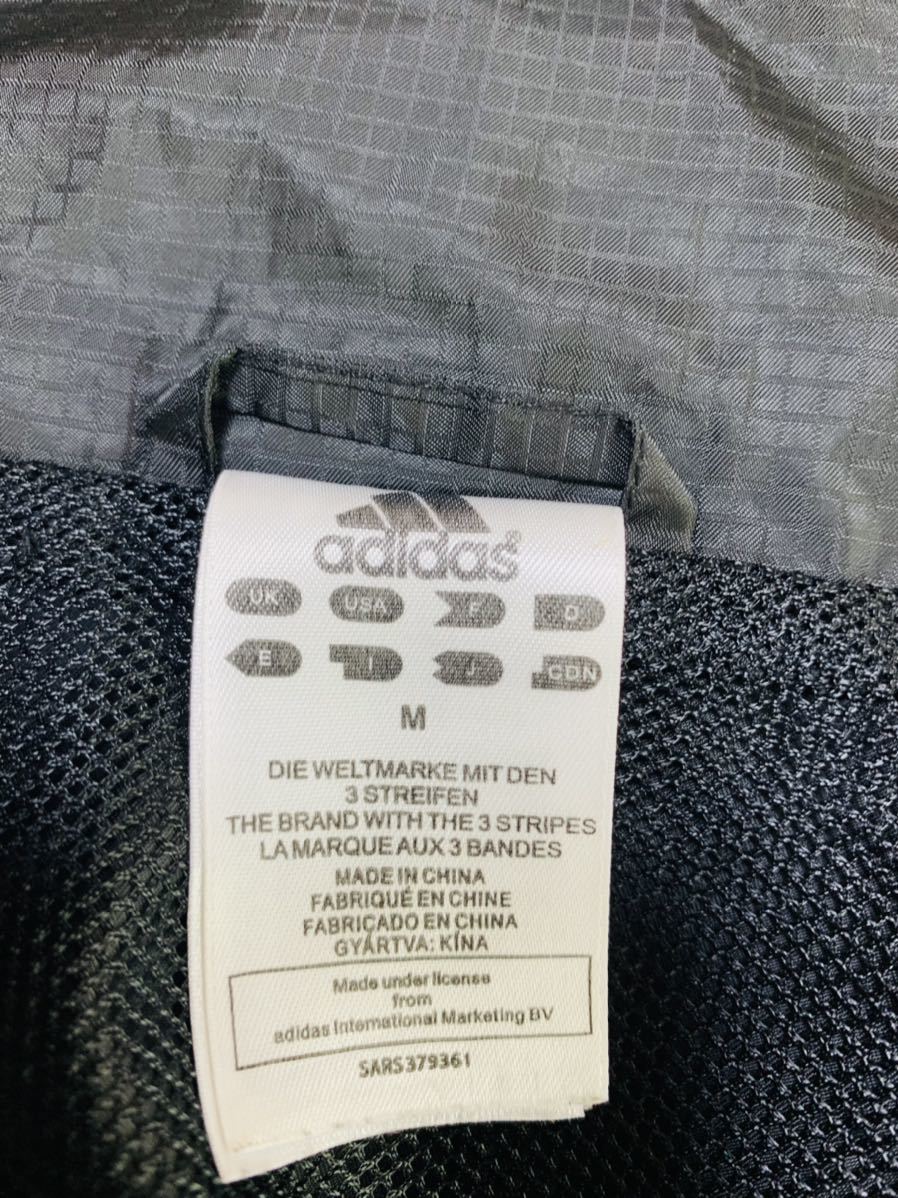 adidas®
UK USA F D
E I J CDN
M
DIE WELTMARKE MIT DEN
3 STREIFEN
THE BRAND WITH THE 3 STRIPES
LA MARQUE AUX 3 BANDES
MADE IN CHINA
FABRIQUÉ EN CHINE
FABRICADO EN CHINA
GYÁRTVA: KÍNA
Made under license
from
adidas International Marketing BV
SARS379361